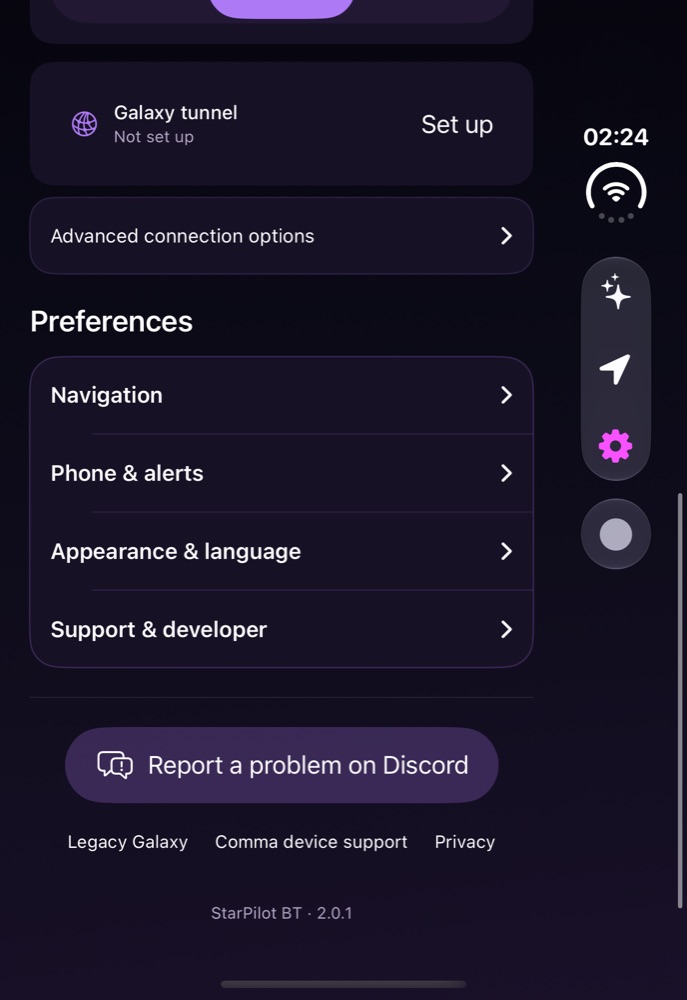 Galaxy tunnel
Not set up
Set up
02:24
Advanced connection options
Preferences
Navigation
Phone & alerts
Appearance & language
Support & developer
Report a problem on Discord
Legacy Galaxy Comma device support Privacy
StarPilot BT · 2.0.1